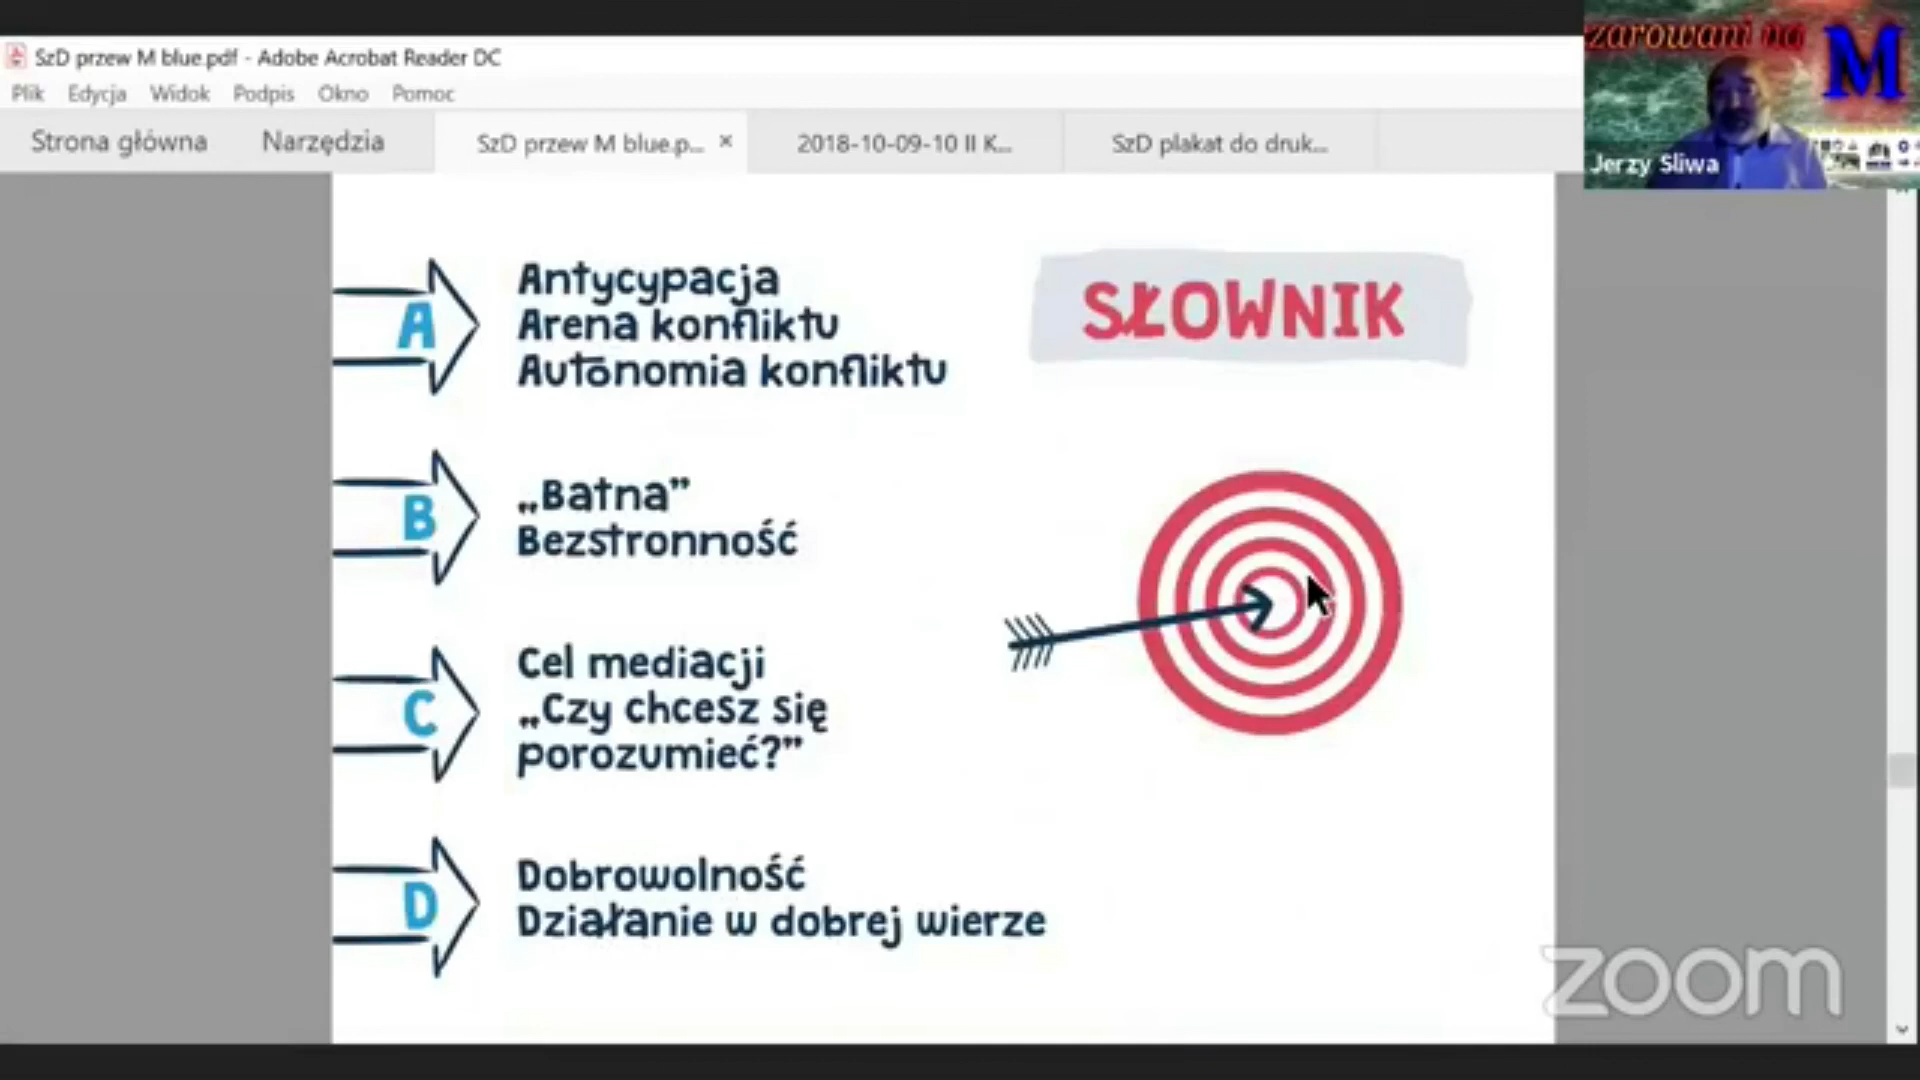 SzD przew M blue.pdf - Adobe Acrobat Reader DC
Plik Edycja Widok Podpis Okno Pomoc
Strona główna Narzędzia SzD przew M blue.p... × 2018-10-09-10 II K... SzD plakat do druk...
zarowani na M
Jerzy Sliwa
SŁOWNIK
A
Antycypacja
Arena konfliktu
Autonomia konfliktu
B
„Batna”
Bezstronność
C
Cel mediacji
„Czy chcesz się
porozumieć?”
D
Dobrowolność
Działanie w dobrej wierze
zoom